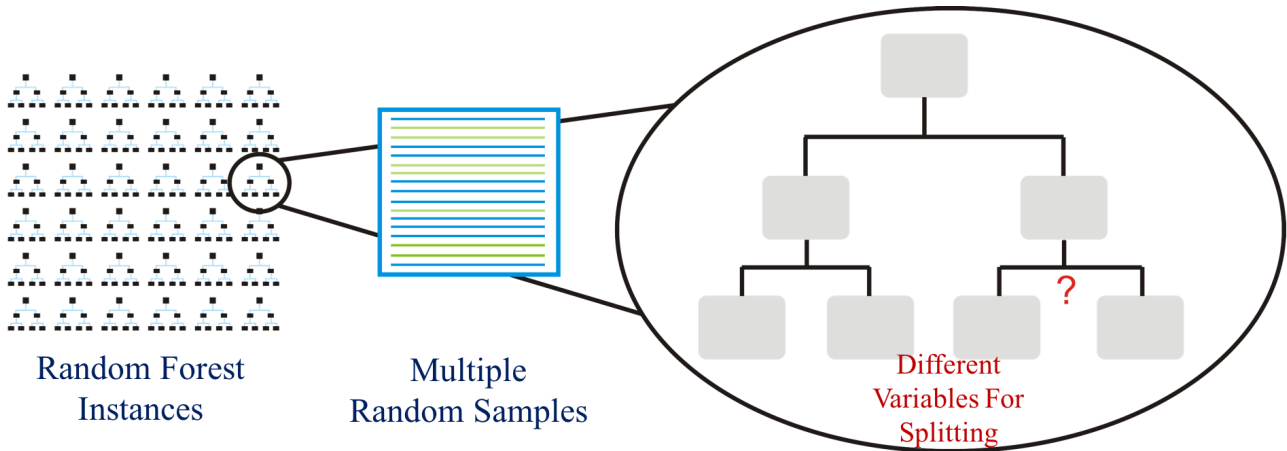 Random Forest
Instances
Multiple
Random Samples
?
Different
Variables For
Splitting